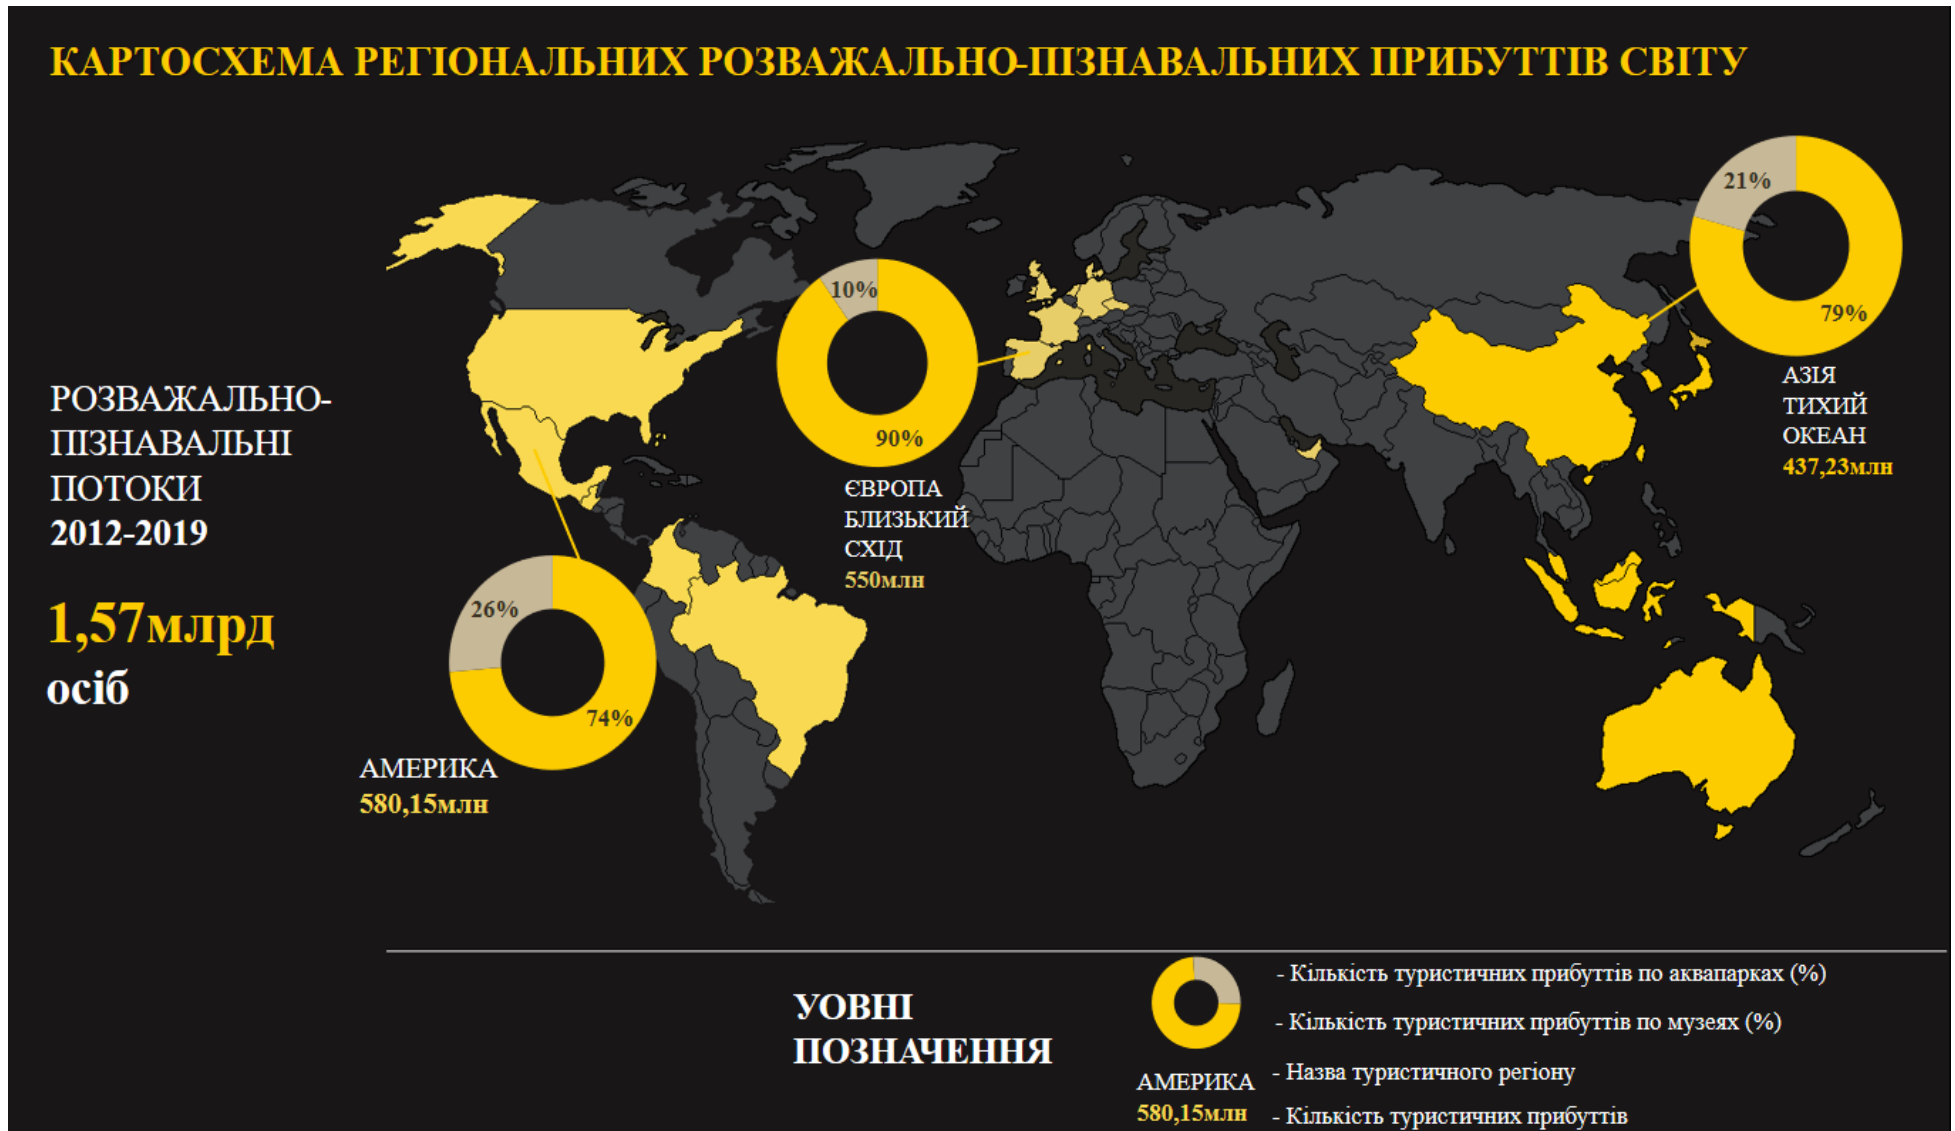 КАРТОСХЕМА РЕГІОНАЛЬНИХ РОЗВАЖАЛЬНО-ПІЗНАВАЛЬНИХ ПРИБУТТІВ СВІТУ
РОЗВАЖАЛЬНО-
ПІЗНАВАЛЬНІ
ПОТОКИ
2012-2019
1,57млрд
осіб
26%
74%
АМЕРИКА
580,15млн
10%
90%
ЄВРОПА
БЛИЗЬКИЙ
СХІД
550млн
21%
79%
АЗІЯ
ТИХИЙ
ОКЕАН
437,23млн
УОВНІ
ПОЗНАЧЕННЯ
АМЕРИКА
580,15млн
- Кількість туристичних прибуттів по аквапарках (%)
- Кількість туристичних прибуттів по музеях (%)
- Назва туристичного регіону
- Кількість туристичних прибуттів